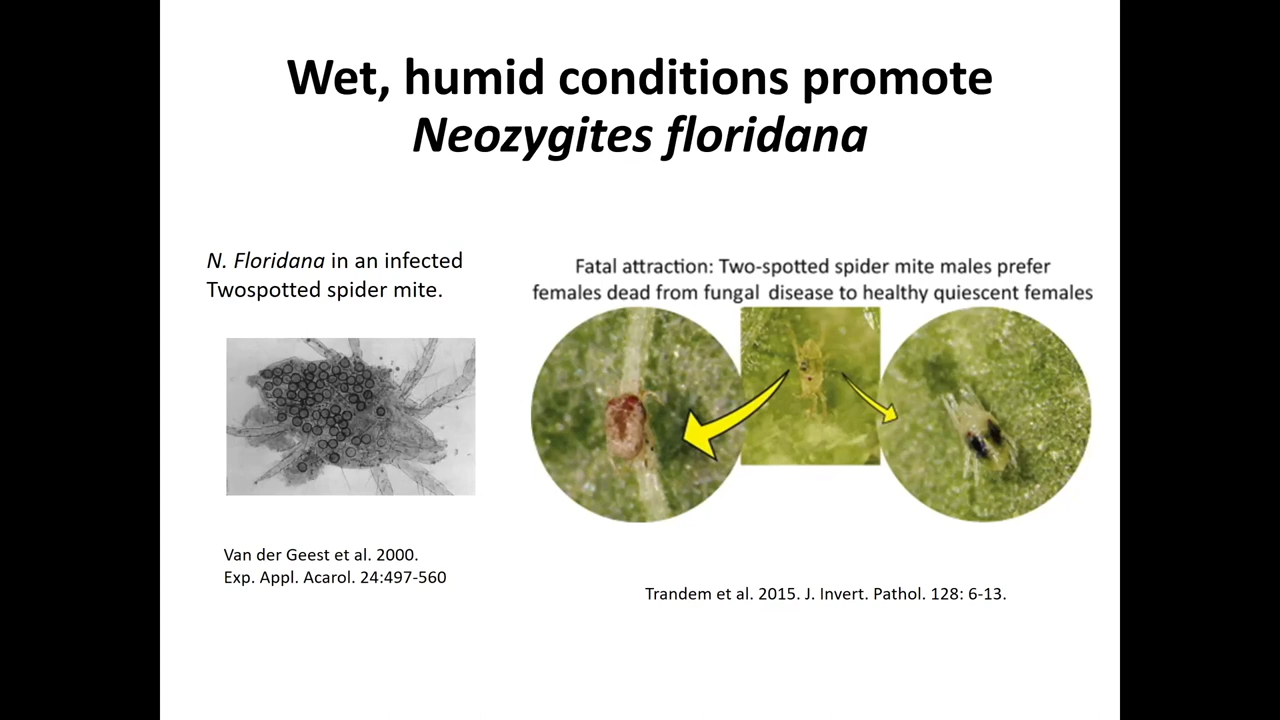 Wet, humid conditions promote
Neozygites floridana
N. Floridana in an infected
Twospotted spider mite.
Fatal attraction: Two-spotted spider mite males prefer
females dead from fungal disease to healthy quiescent females
Van der Geest et al. 2000.
Exp. Appl. Acarol. 24:497-560
Trandem et al. 2015. J. Invert. Pathol. 128: 6-13.